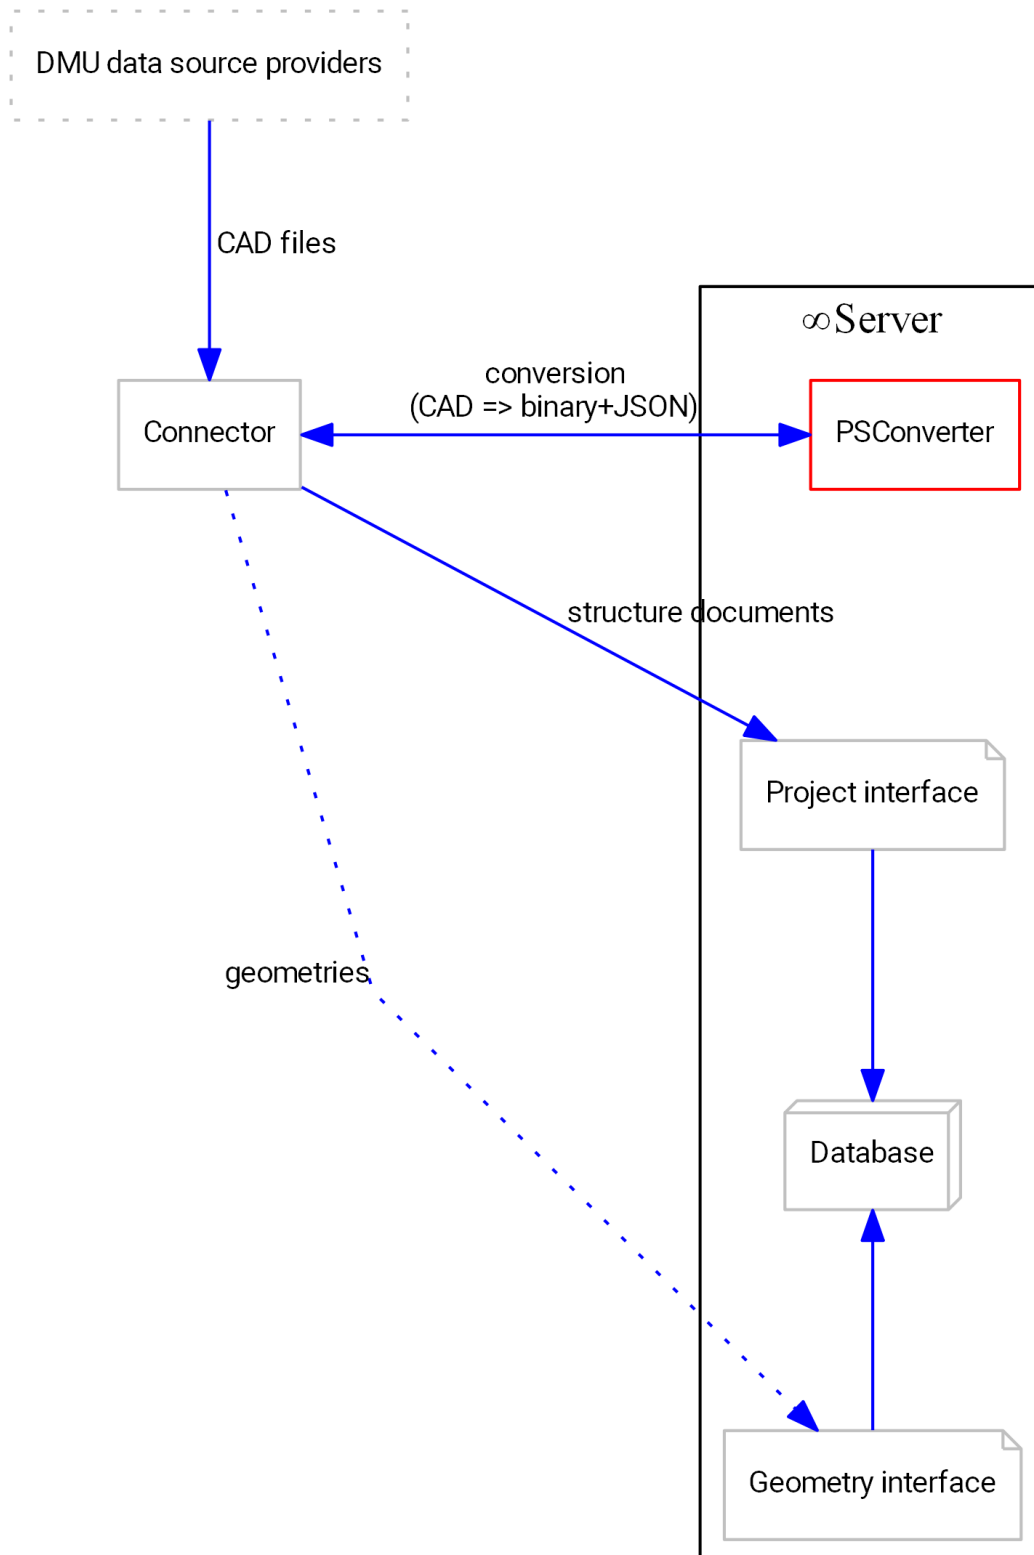 DMU data source providers
CAD files
∞Server
conversion
(CAD => binary+JSON)
Connector
PSConverter
structure documents
Project interface
geometries
Database
Geometry interface